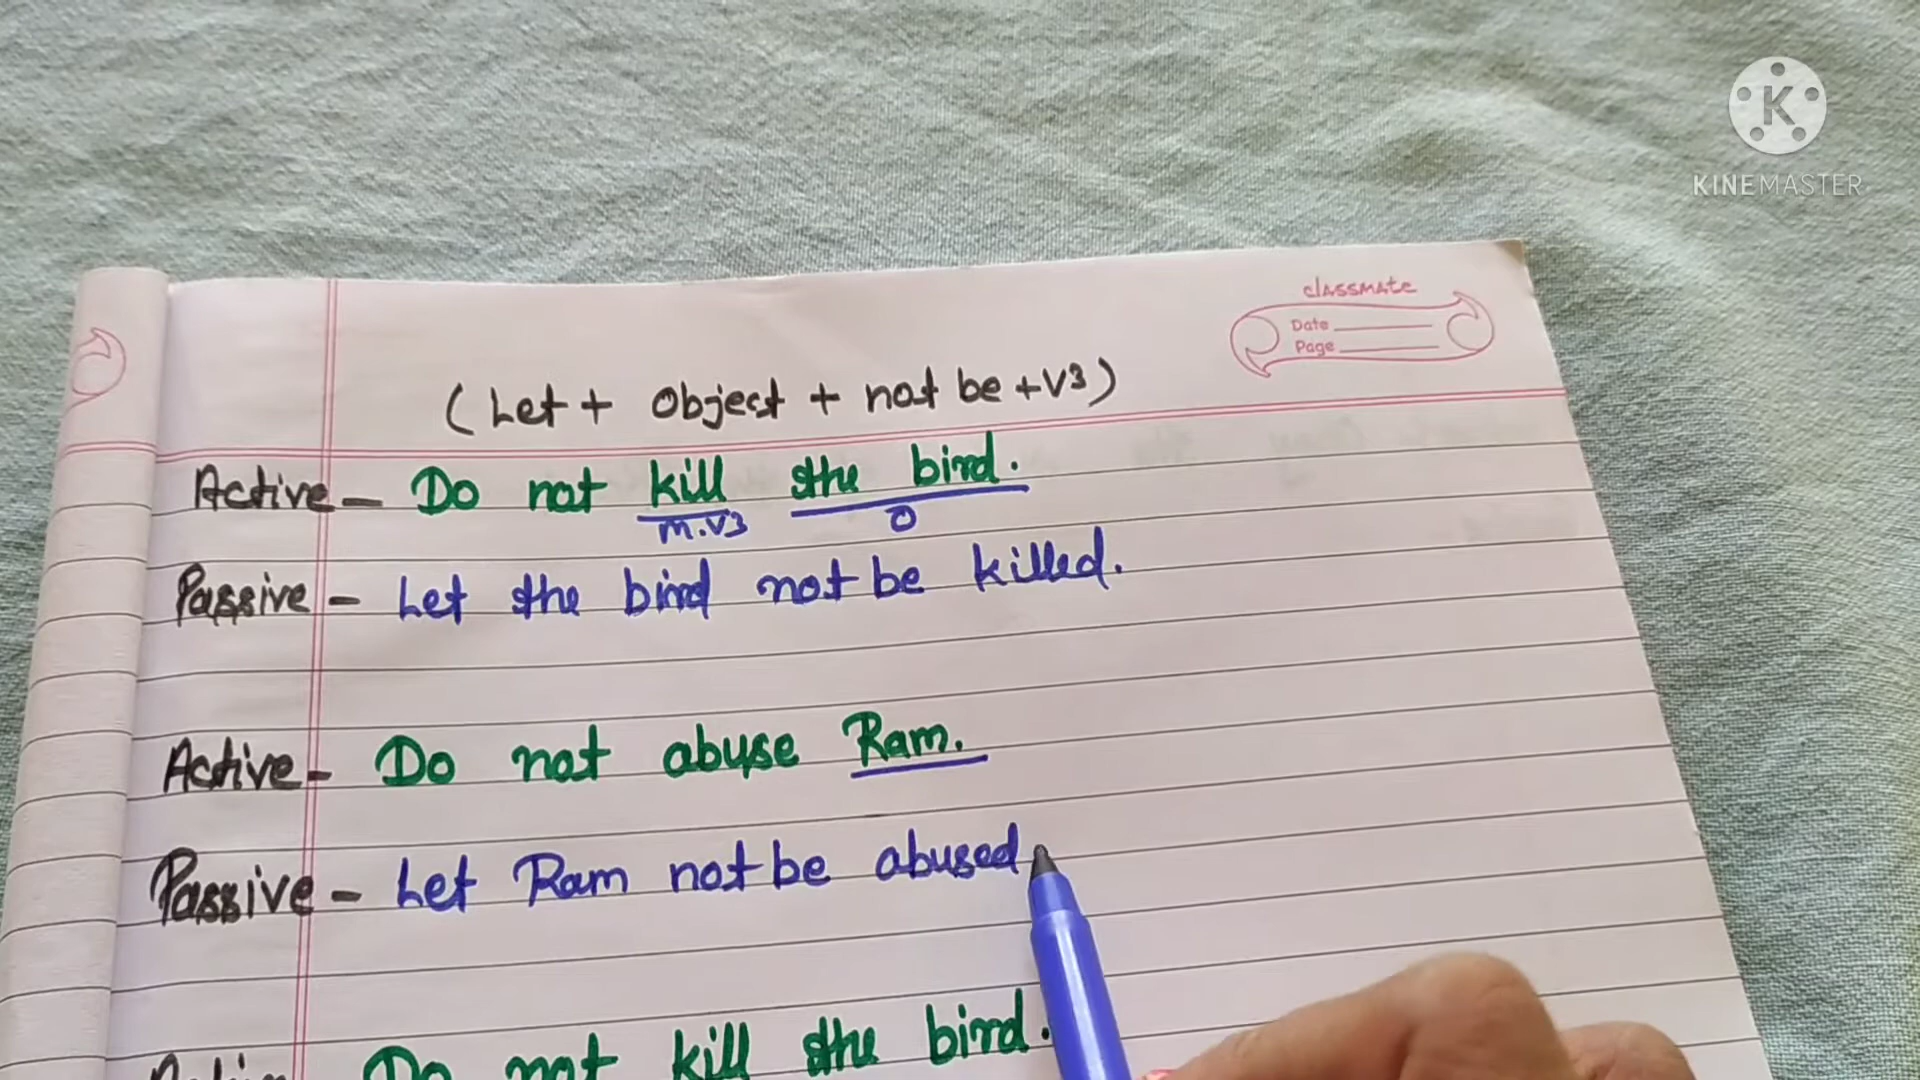 K
KINEMASTER
classmate
Date
Page
(Let + Object + not be + V3)
Active - Do not kill the bird.
m.v3 O
Passive - Let the bird not be killed.
Active - Do not abuse Ram.
Passive - Let Ram not be abused
Do not kill the bird.